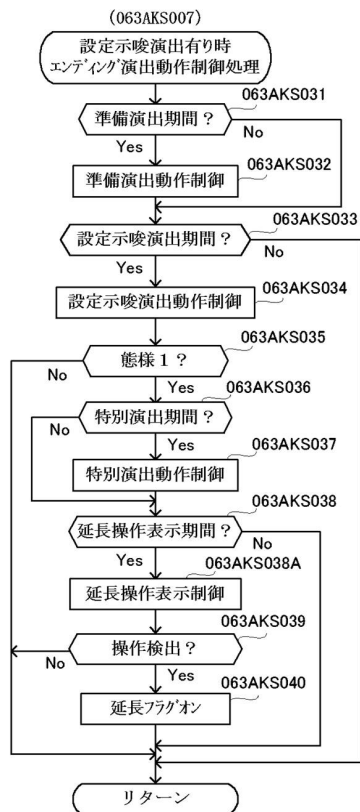 (063AKS007)
設定示唆演出有り時
エンディング演出動作制御処理
063AKS031
準備演出期間？
No
Yes
063AKS032
準備演出動作制御
063AKS033
設定示唆演出期間？
No
Yes
063AKS034
設定示唆演出動作制御
063AKS035
態様１？
No
Yes
063AKS036
特別演出期間？
No
Yes
063AKS037
特別演出動作制御
063AKS038
延長操作表示期間？
No
Yes
063AKS038A
延長操作表示制御
063AKS039
操作検出？
No
Yes
063AKS040
延長フラグオン
リターン